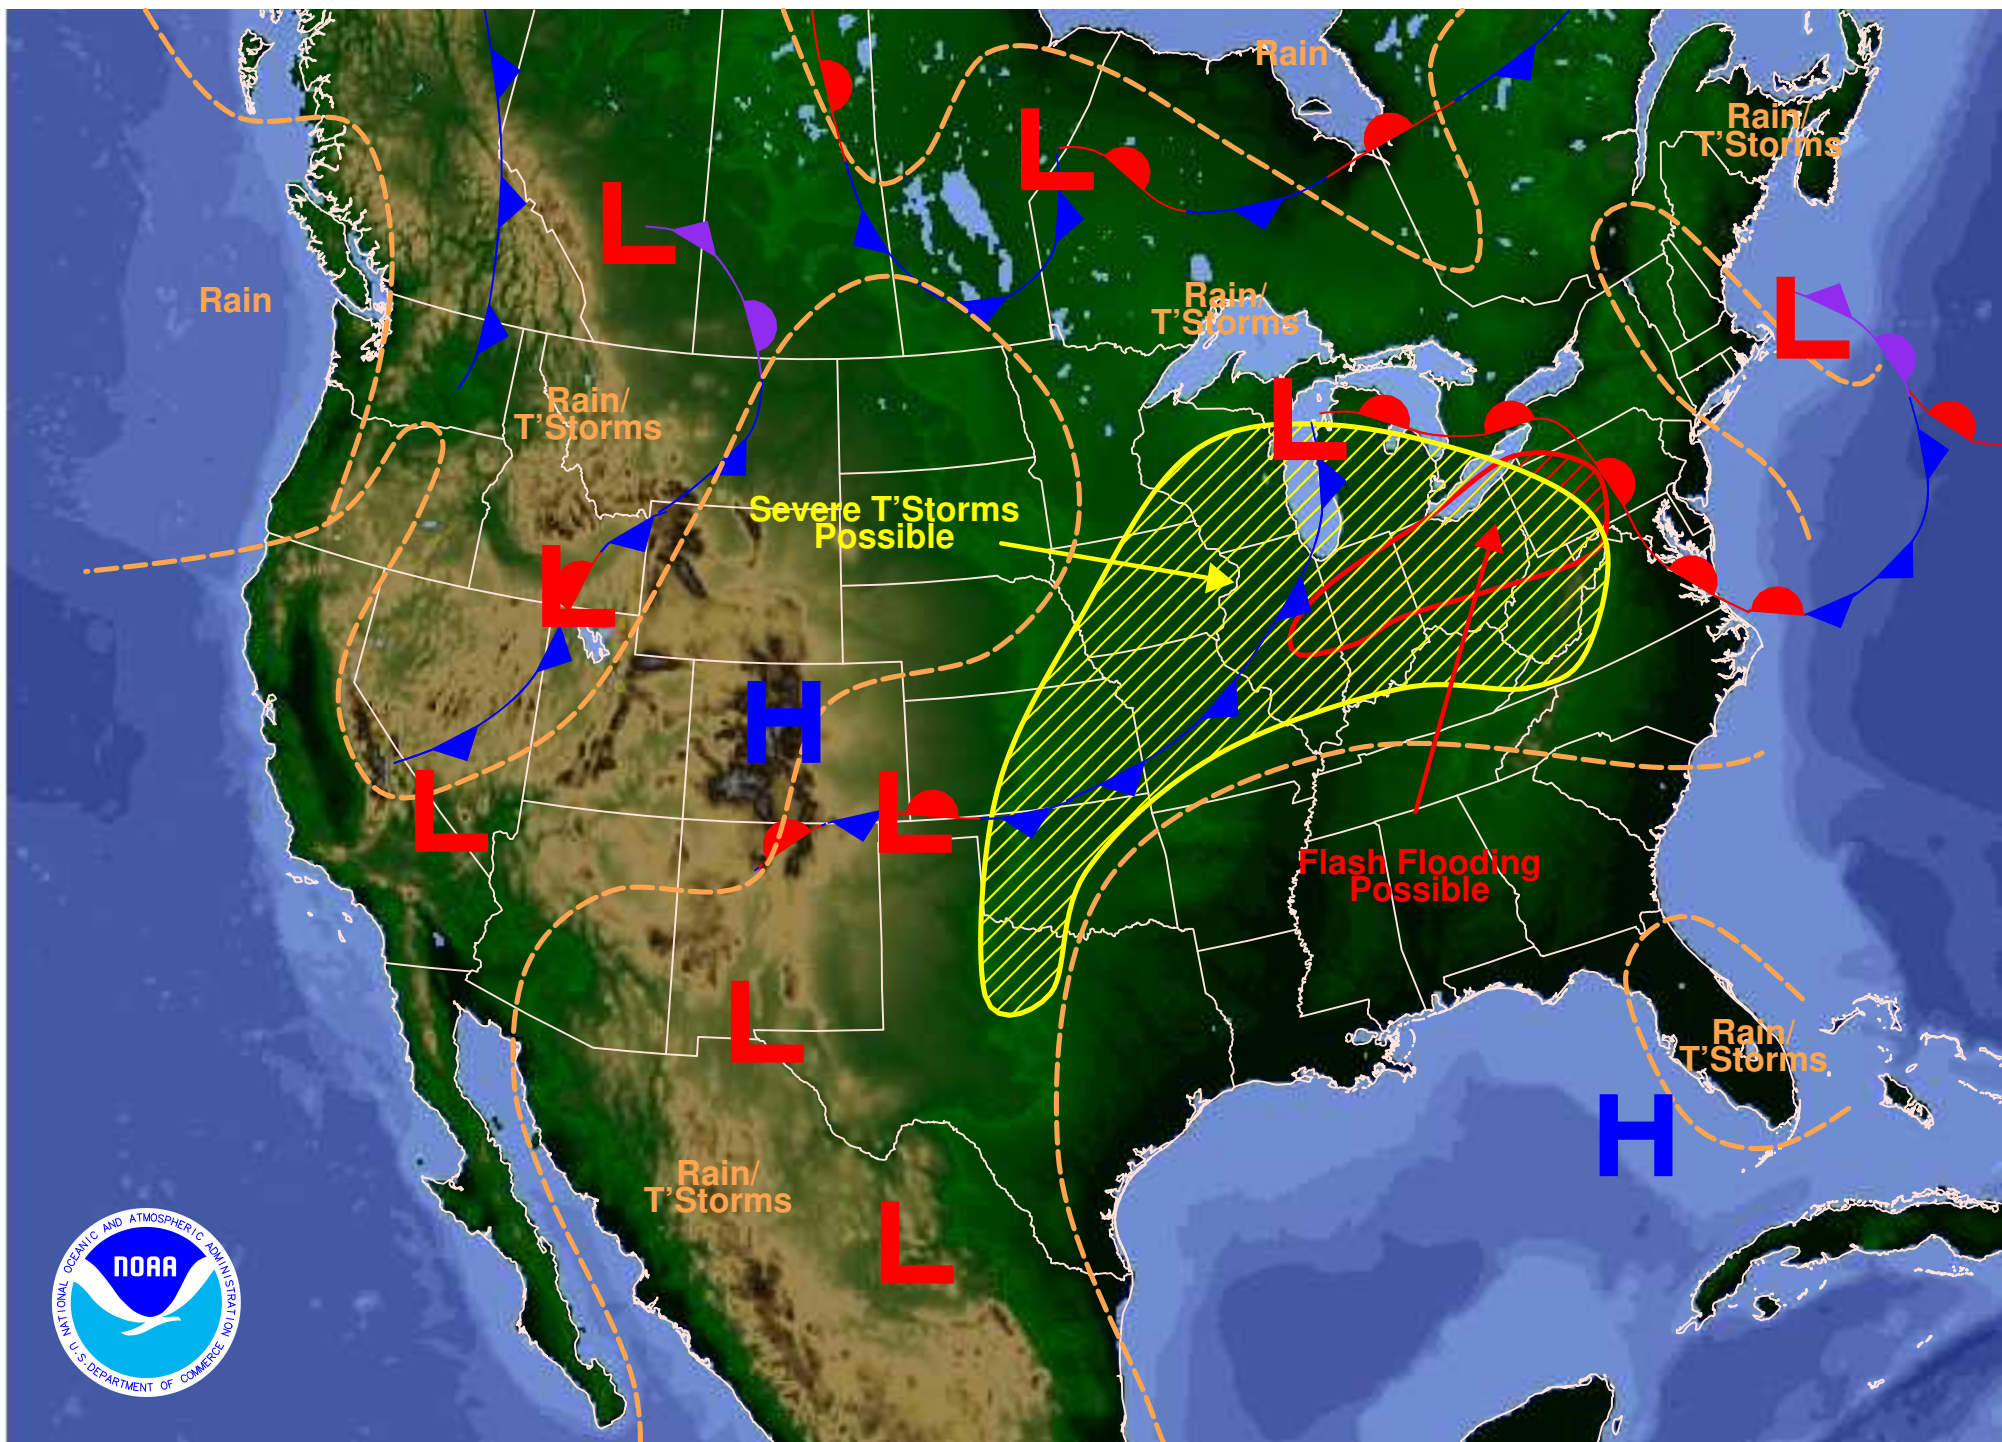 Rain
Rain/
T'Storms
Rain
Rain/
T'Storms
Rain/
T'Storms
Severe T'Storms
Possible
Flash Flooding
Possible
Rain/
T'Storms
Rain/
T'Storms
L
L
L
L
L
L
H
L
L
L
H
L
NATIONAL OCEANIC AND ATMOSPHERIC ADMINISTRATION
NOAA
U.S. DEPARTMENT OF COMMERCE